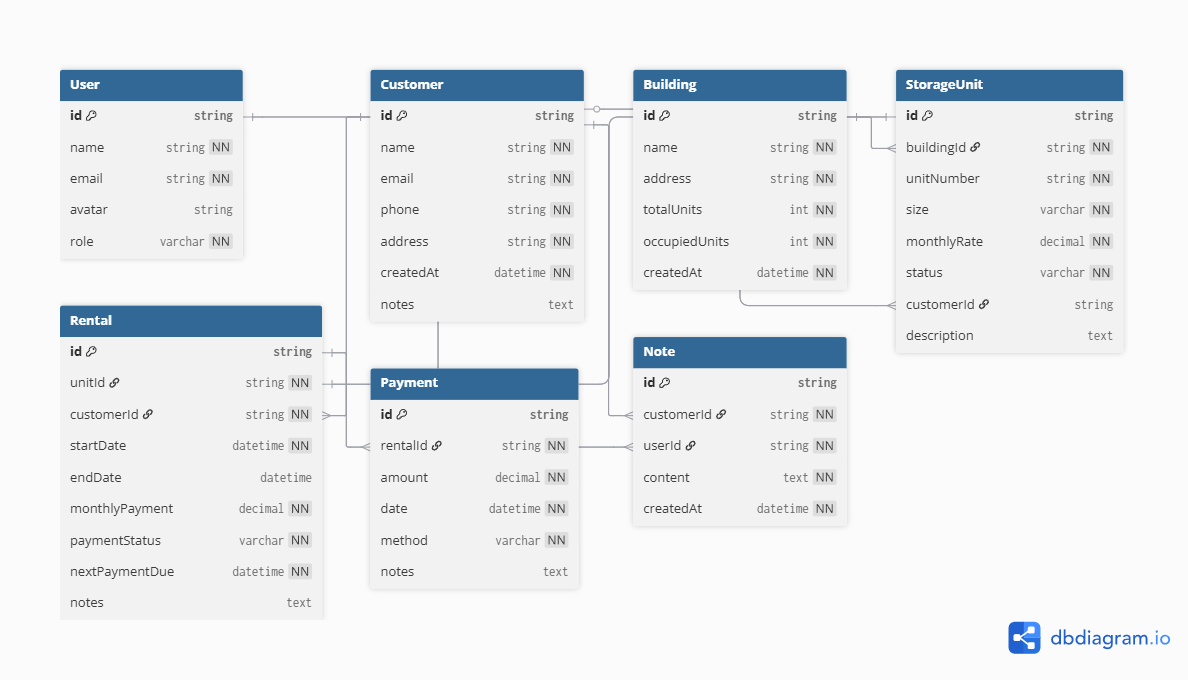 User
id string
name string NN
email string NN
avatar string
role varchar NN
Customer
id string
name string NN
email string NN
phone string NN
address string NN
createdAt datetime NN
notes text
Building
id string
name string NN
address string NN
totalUnits int NN
occupiedUnits int NN
createdAt datetime NN
StorageUnit
id string
buildingId string NN
unitNumber string NN
size varchar NN
monthlyRate decimal NN
status varchar NN
customerId string
description text
Rental
id string
unitId string NN
customerId string NN
startDate datetime NN
endDate datetime
monthlyPayment decimal NN
paymentStatus varchar NN
nextPaymentDue datetime NN
notes text
Payment
id string
rentalId string NN
amount decimal NN
date datetime NN
method varchar NN
notes text
Note
id string
customerId string NN
userId string NN
content text NN
createdAt datetime NN
dbdiagram.io